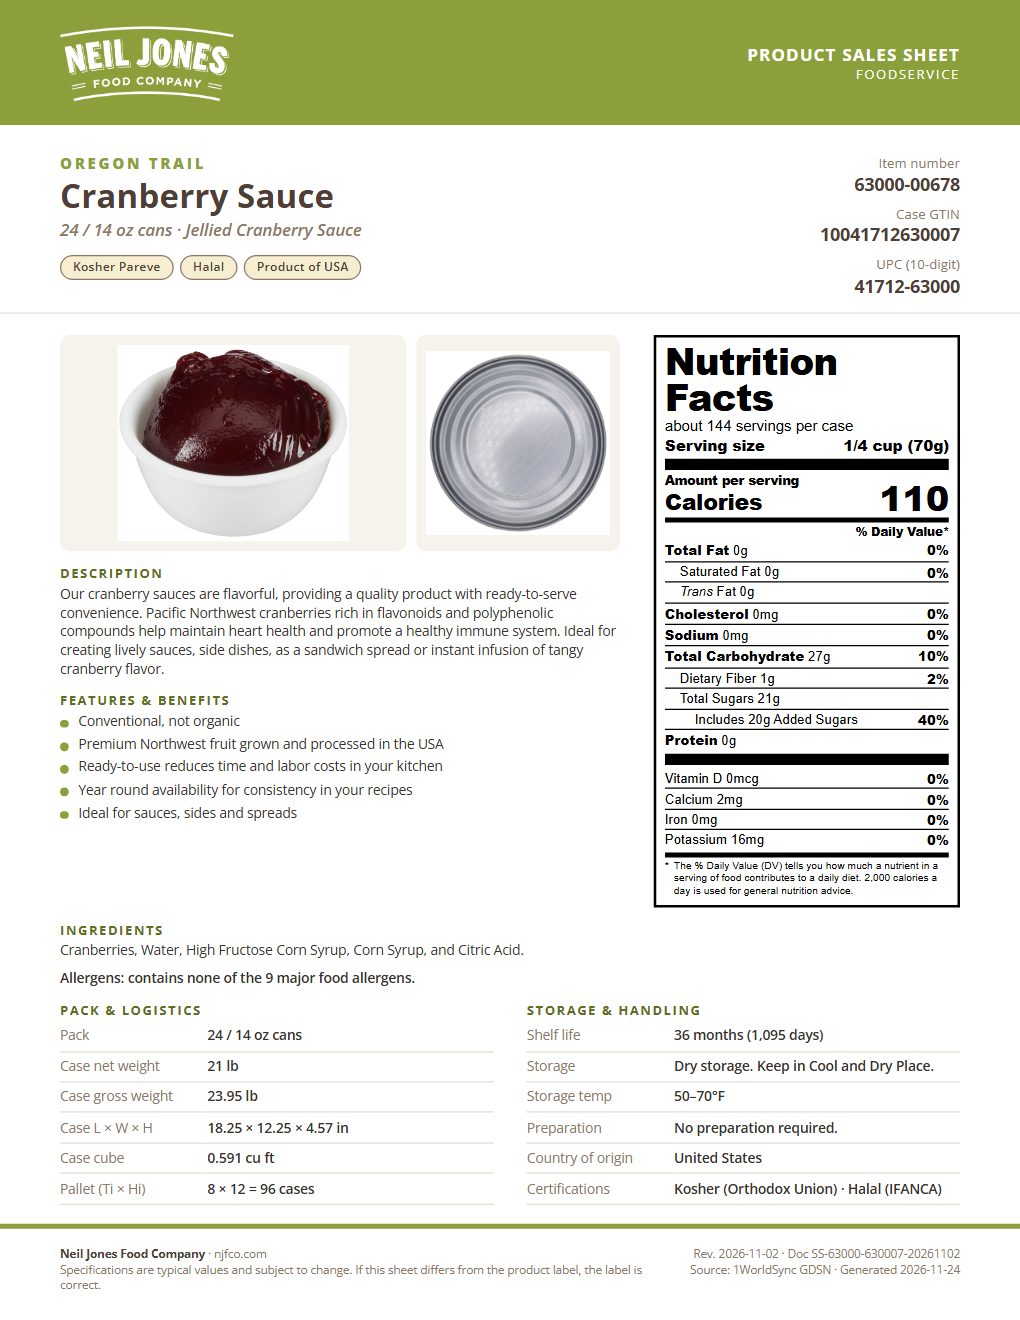 NEIL JONES
FOOD COMPANY
PRODUCT SALES SHEET
FOODSERVICE
OREGON TRAIL
Cranberry Sauce
24 / 14 oz cans · Jellied Cranberry Sauce
Kosher Pareve
Halal
Product of USA
Item number
63000-00678
Case GTIN
10041712630007
UPC (10-digit)
41712-63000
DESCRIPTION
Our cranberry sauces are flavorful, providing a quality product with ready-to-serve
convenience. Pacific Northwest cranberries rich in flavonoids and polyphenolic
compounds help maintain heart health and promote a healthy immune system. Ideal for
creating lively sauces, side dishes, as a sandwich spread or instant infusion of tangy
cranberry flavor.
FEATURES & BENEFITS
Conventional, not organic
Premium Northwest fruit grown and processed in the USA
Ready-to-use reduces time and labor costs in your kitchen
Year round availability for consistency in your recipes
Ideal for sauces, sides and spreads
Nutrition
Facts
about 144 servings per case
Serving size 1/4 cup (70g)
Amount per serving
Calories 110
% Daily Value*
Total Fat 0g 0%
Saturated Fat 0g 0%
Trans Fat 0g
Cholesterol 0mg 0%
Sodium 0mg 0%
Total Carbohydrate 27g 10%
Dietary Fiber 1g 2%
Total Sugars 21g
Includes 20g Added Sugars 40%
Protein 0g
Vitamin D 0mcg 0%
Calcium 2mg 0%
Iron 0mg 0%
Potassium 16mg 0%
* The % Daily Value (DV) tells you how much a nutrient in a
serving of food contributes to a daily diet. 2,000 calories a
day is used for general nutrition advice.
INGREDIENTS
Cranberries, Water, High Fructose Corn Syrup, Corn Syrup, and Citric Acid.
Allergens: contains none of the 9 major food allergens.
PACK & LOGISTICS
Pack 24 / 14 oz cans
Case net weight 21 lb
Case gross weight 23.95 lb
Case L × W × H 18.25 × 12.25 × 4.57 in
Case cube 0.591 cu ft
Pallet (Ti × Hi) 8 × 12 = 96 cases
STORAGE & HANDLING
Shelf life 36 months (1,095 days)
Storage Dry storage. Keep in Cool and Dry Place.
Storage temp 50–70°F
Preparation No preparation required.
Country of origin United States
Certifications Kosher (Orthodox Union) · Halal (IFANCA)
Neil Jones Food Company · njfco.com
Specifications are typical values and subject to change. If this sheet differs from the product label, the label is
correct.
Rev. 2026-11-02 · Doc SS-63000-630007-20261102
Source: 1WorldSync GDSN · Generated 2026-11-24